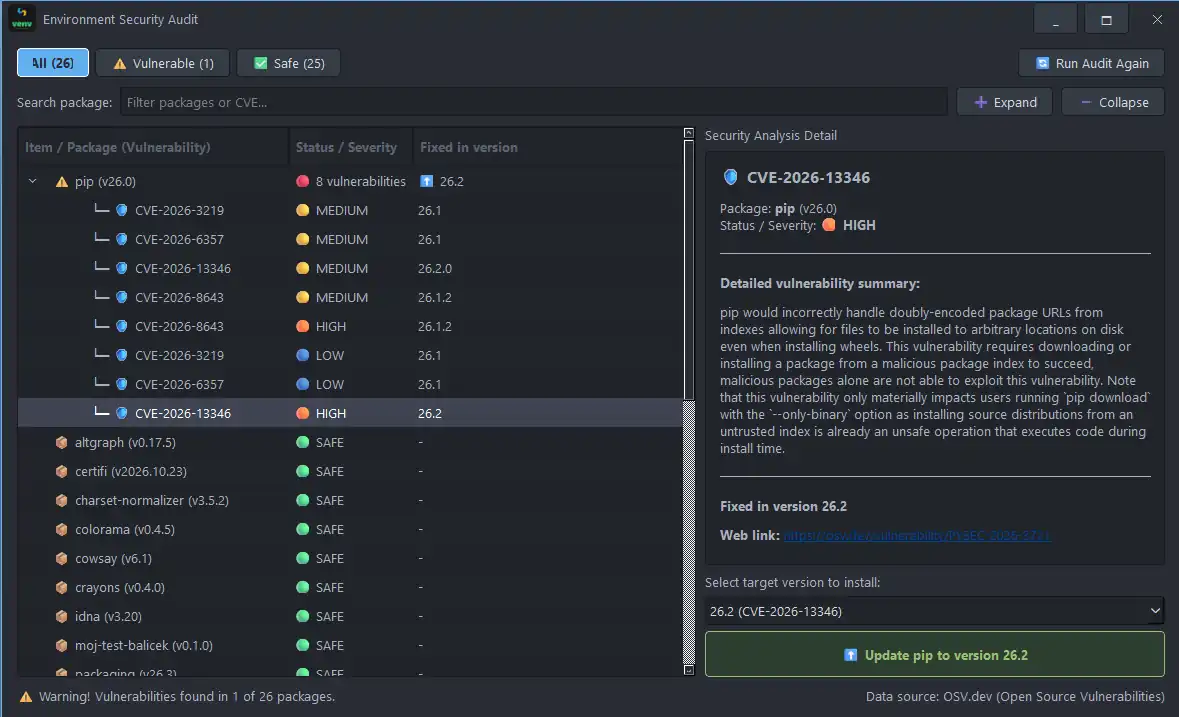 venv Environment Security Audit
All (26) Vulnerable (1) Safe (25) Run Audit Again
Search package: Filter packages or CVE... Expand Collapse
Item / Package (Vulnerability) Status / Severity Fixed in version
pip (v26.0) 8 vulnerabilities 26.2
CVE-2026-3219 MEDIUM 26.1
CVE-2026-6357 MEDIUM 26.1
CVE-2026-13346 MEDIUM 26.2.0
CVE-2026-8643 MEDIUM 26.1.2
CVE-2026-8643 HIGH 26.1.2
CVE-2026-3219 LOW 26.1
CVE-2026-6357 LOW 26.1
CVE-2026-13346 HIGH 26.2
altgraph (v0.17.5) SAFE -
certifi (v2026.10.23) SAFE -
charset-normalizer (v3.5.2) SAFE -
colorama (v0.4.5) SAFE -
cowsay (v6.1) SAFE -
crayons (v0.4.0) SAFE -
idna (v3.20) SAFE -
moj-test-balicek (v0.1.0) SAFE -
packaging (v26.3) SAFE -
Security Analysis Detail
CVE-2026-13346
Package: pip (v26.0)
Status / Severity: HIGH
Detailed vulnerability summary:
pip would incorrectly handle doubly-encoded package URLs from
indexes allowing for files to be installed to arbitrary locations on disk
even when installing wheels. This vulnerability requires downloading or
installing a package from a malicious package index to succeed,
malicious packages alone are not able to exploit this vulnerability. Note
that this vulnerability only materially impacts users running `pip download`
with the `--only-binary` option as installing source distributions from an
untrusted index is already an unsafe operation that executes code during
install time.
Fixed in version 26.2
Web link:
Select target version to install:
26.2 (CVE-2026-13346)
Update pip to version 26.2
Warning! Vulnerabilities found in 1 of 26 packages. Data source: OSV.dev (Open Source Vulnerabilities)